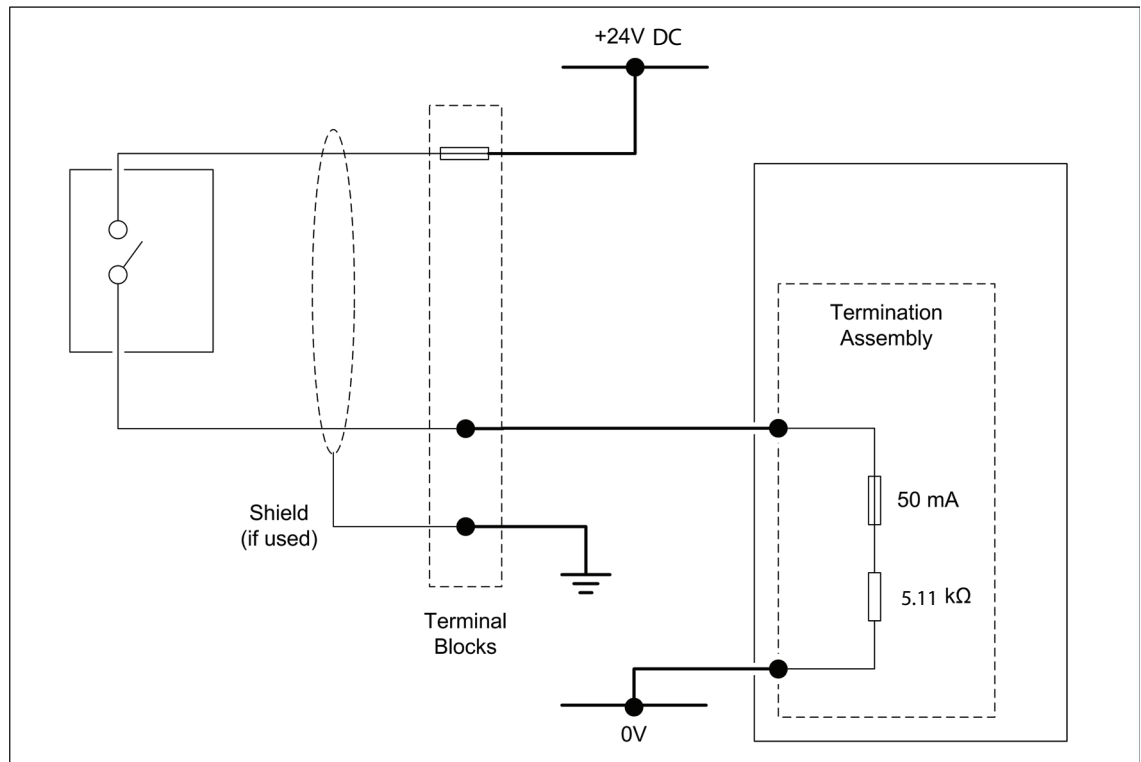 +24V DC
Termination
Assembly
50 mA
Shield
(if used)
5.11 kΩ
Terminal
Blocks
0V